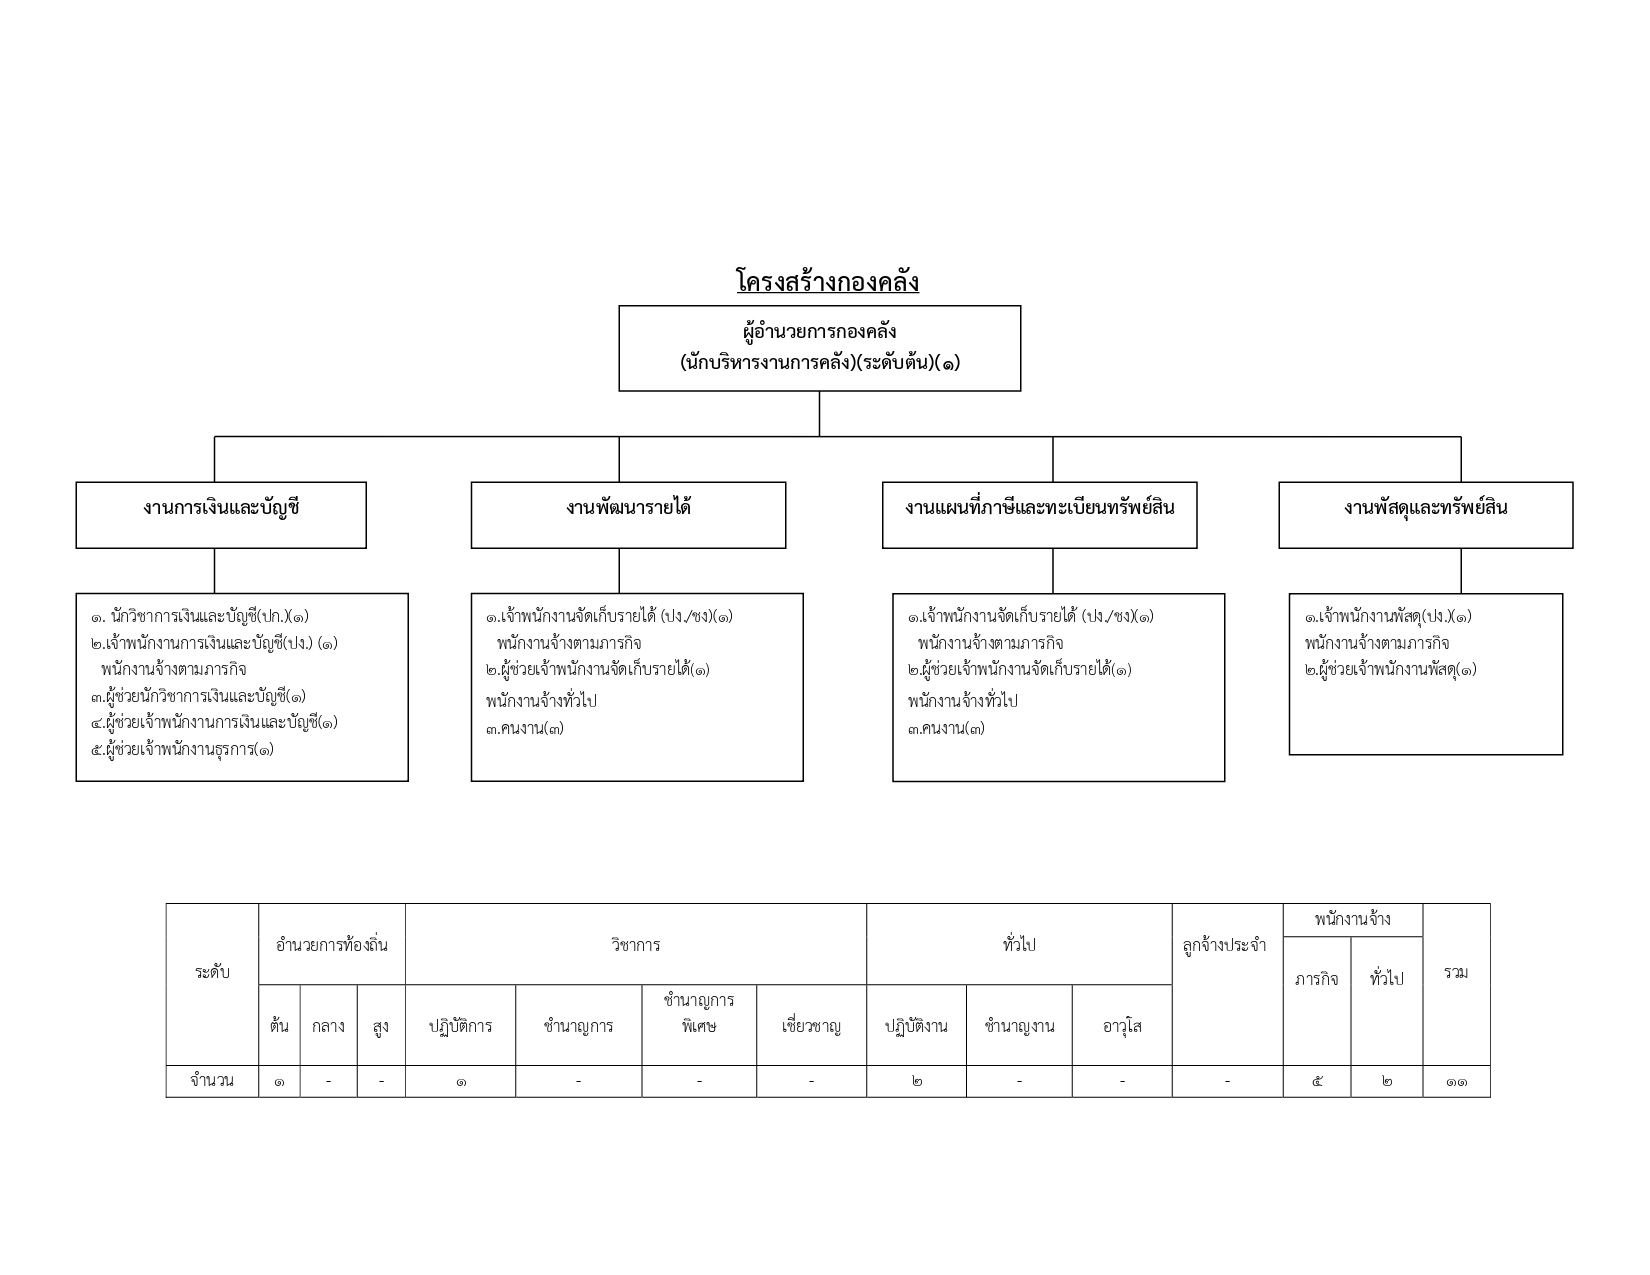 โครงสร้างกองคลัง
ผู้อำนวยการกองคลัง
(นักบริหารงานการคลัง)(ระดับต้น)(๑)
งานการเงินและบัญชี
งานพัฒนารายได้
งานแผนที่ภาษีและทะเบียนทรัพย์สิน
งานพัสดุและทรัพย์สิน
๑. นักวิชาการเงินและบัญชี(ปก.)(๑)
๒.เจ้าพนักงานการเงินและบัญชี(ปง.) (๑)
พนักงานจ้างตามภารกิจ
๓.ผู้ช่วยนักวิชาการเงินและบัญชี(๑)
๔.ผู้ช่วยเจ้าพนักงานการเงินและบัญชี(๑)
๕.ผู้ช่วยเจ้าพนักงานธุรการ(๑)
๑.เจ้าพนักงานจัดเก็บรายได้ (ปง./ชง)(๑)
พนักงานจ้างตามภารกิจ
๒.ผู้ช่วยเจ้าพนักงานจัดเก็บรายได้(๑)
พนักงานจ้างทั่วไป
๓.คนงาน(๓)
๑.เจ้าพนักงานจัดเก็บรายได้ (ปง./ชง)(๑)
พนักงานจ้างตามภารกิจ
๒.ผู้ช่วยเจ้าพนักงานจัดเก็บรายได้(๑)
พนักงานจ้างทั่วไป
๓.คนงาน(๓)
๑.เจ้าพนักงานพัสดุ(ปง.)(๑)
พนักงานจ้างตามภารกิจ
๒.ผู้ช่วยเจ้าพนักงานพัสดุ(๑)
ระดับ อำนวยการท้องถิ่น วิชาการ ทั่วไป ลูกจ้างประจำ พนักงานจ้าง รวม
ภารกิจ ทั่วไป
ต้น กลาง สูง ปฏิบัติการ ชำนาญการ ชำนาญการ
พิเศษ เชี่ยวชาญ ปฏิบัติงาน ชำนาญงาน อาวุโส
จำนวน ๑ - - ๑ - - - ๒ - - - ๕ ๒ ๑๑